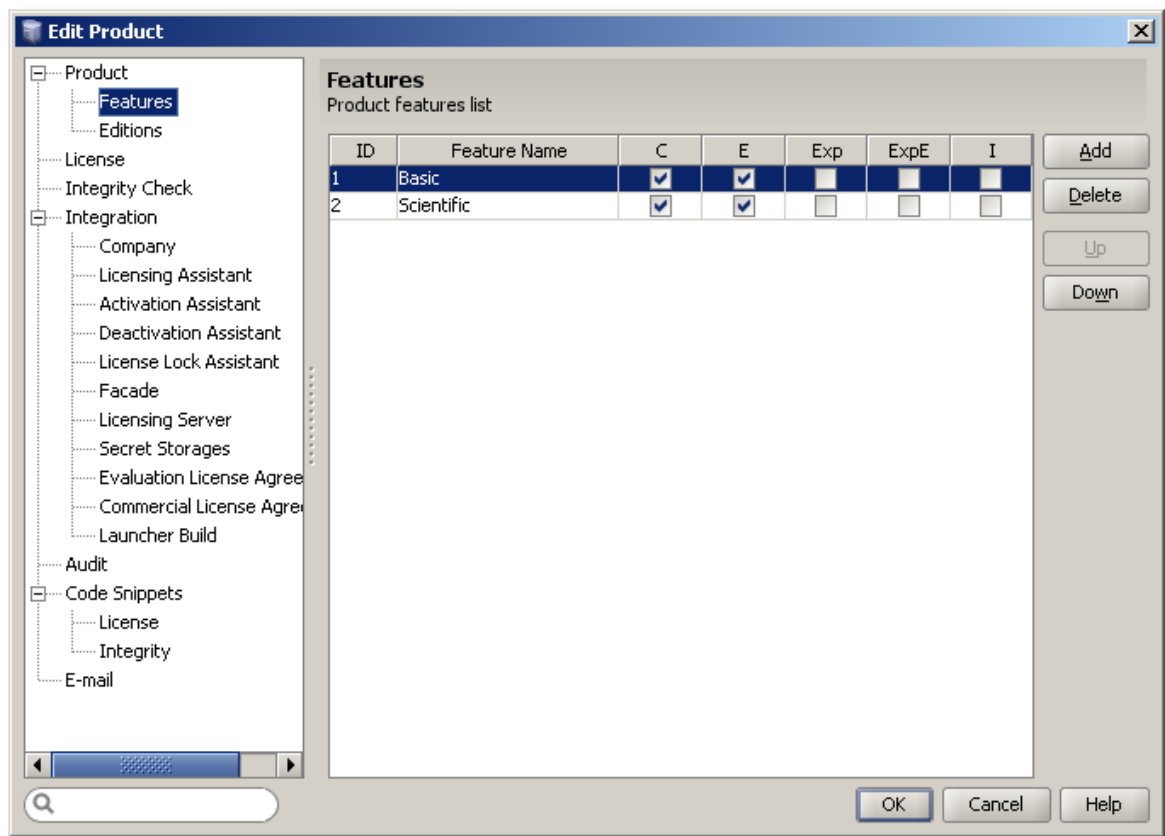 Edit Product
Product
Features
Editions
License
Integrity Check
Integration
Company
Licensing Assistant
Activation Assistant
Deactivation Assistant
License Lock Assistant
Facade
Licensing Server
Secret Storages
Evaluation License Agree
Commercial License Agre
Launcher Build
Audit
Code Snippets
License
Integrity
E-mail
Features
Product features list
ID Feature Name C E Exp ExpE I
1 Basic
2 Scientific
Add
Delete
Up
Down
OK Cancel Help